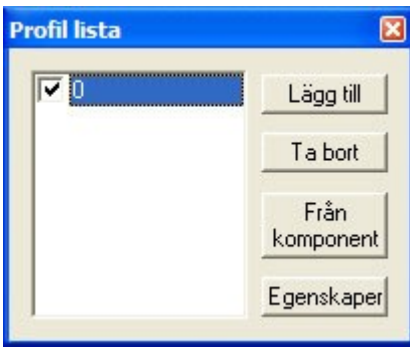 Profil lista
0
Lägg till
Ta bort
Från
komponent
Egenskaper